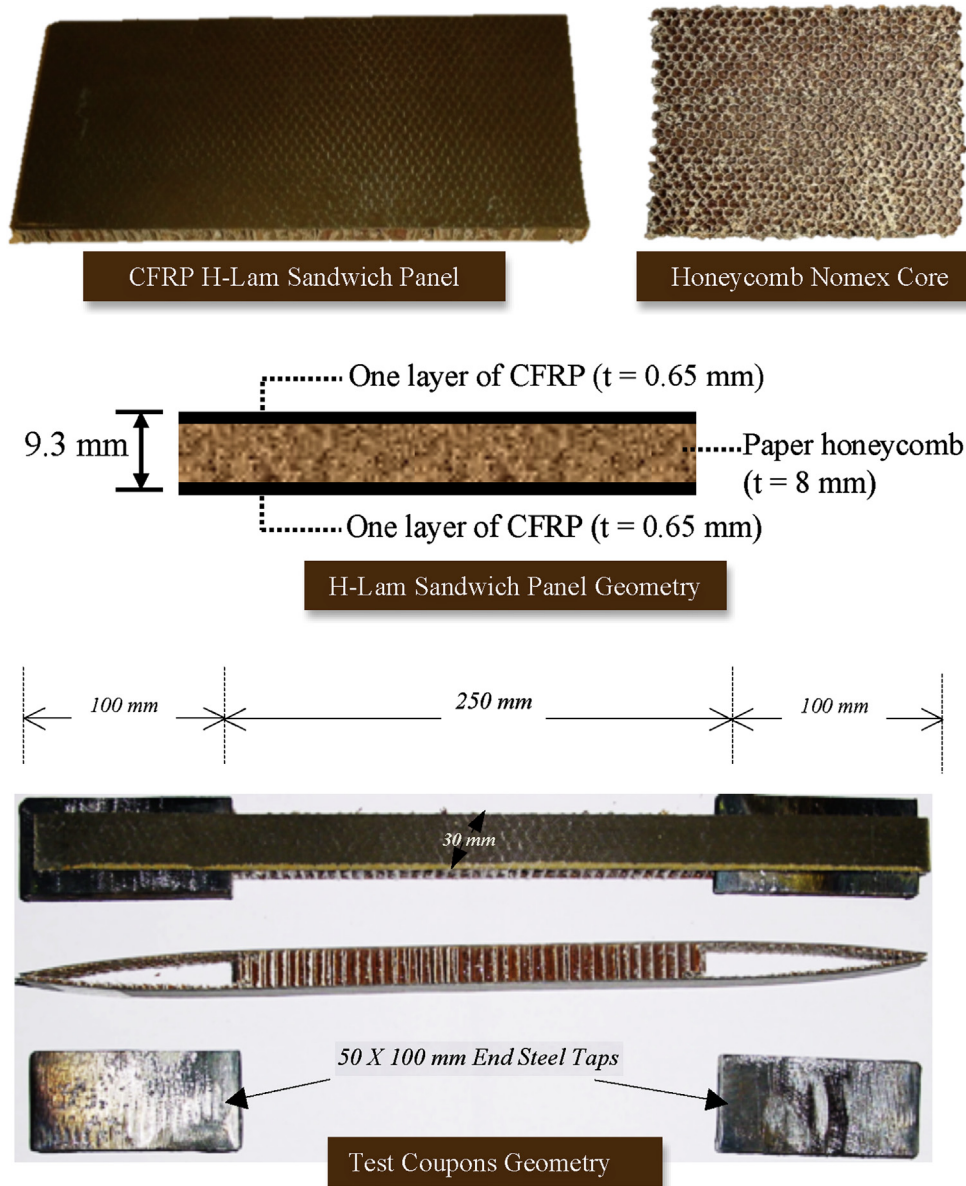 CFRP H-Lam Sandwich Panel
Honeycomb Nomex Core
One layer of CFRP (t = 0.65 mm)
9.3 mm
Paper honeycomb
(t = 8 mm)
One layer of CFRP (t = 0.65 mm)
H-Lam Sandwich Panel Geometry
100 mm
250 mm
100 mm
30 mm
50 X 100 mm End Steel Taps
Test Coupons Geometry